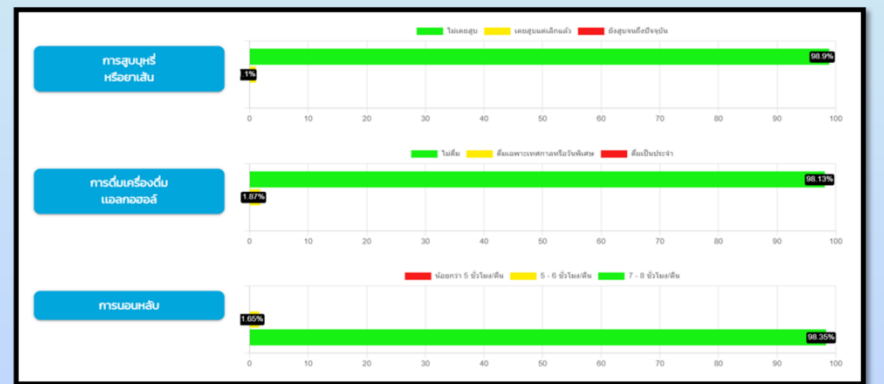 ไม่เคยสูบ เคยสูบแต่เลิกแล้ว ยังสูบจนถึงปัจจุบัน
การสูบบุหรี่
หรือยาเส้น
98.9%
.1%
0 10 20 30 40 50 60 70 80 90 100
ไม่ดื่ม ดื่มเฉพาะเทศกาลหรือวันพิเศษ ดื่มเป็นประจำ
การดื่มเครื่องดื่ม
แอลกอฮอล์
98.13%
1.87%
0 10 20 30 40 50 60 70 80 90 100
น้อยกว่า 5 ชั่วโมง/คืน 5 - 6 ชั่วโมง/คืน 7 - 8 ชั่วโมง/คืน
การนอนหลับ
1.65%
98.35%
0 10 20 30 40 50 60 70 80 90 100